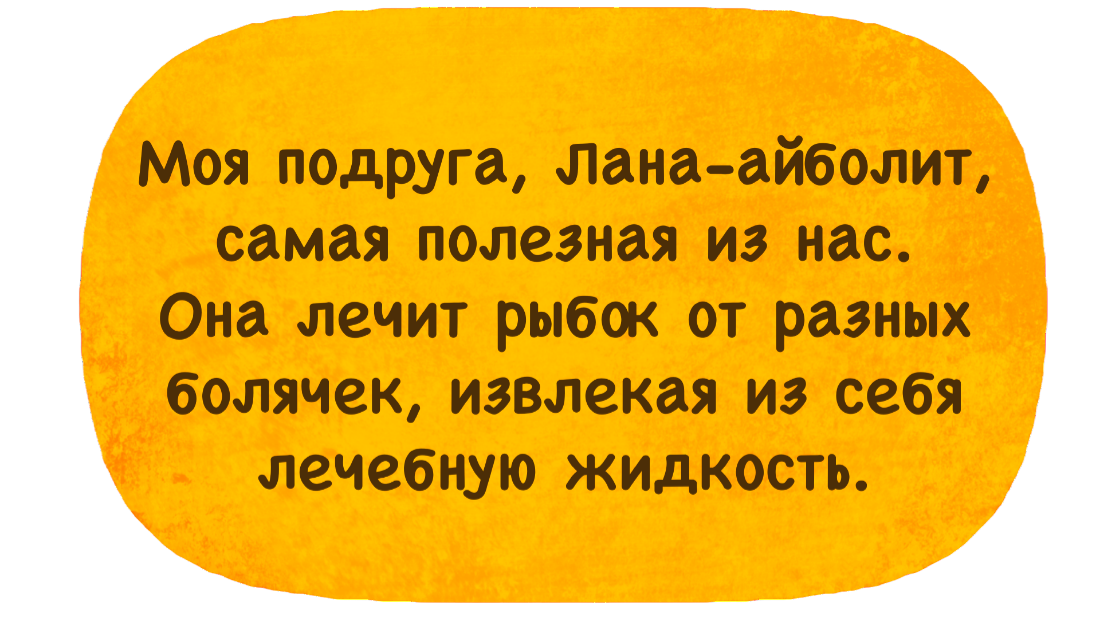 Моя подруга, Лана-айболит,
самая полезная из нас.
Она лечит рыбок от разных
болячек, извлекая из себя
лечебную жидкость.